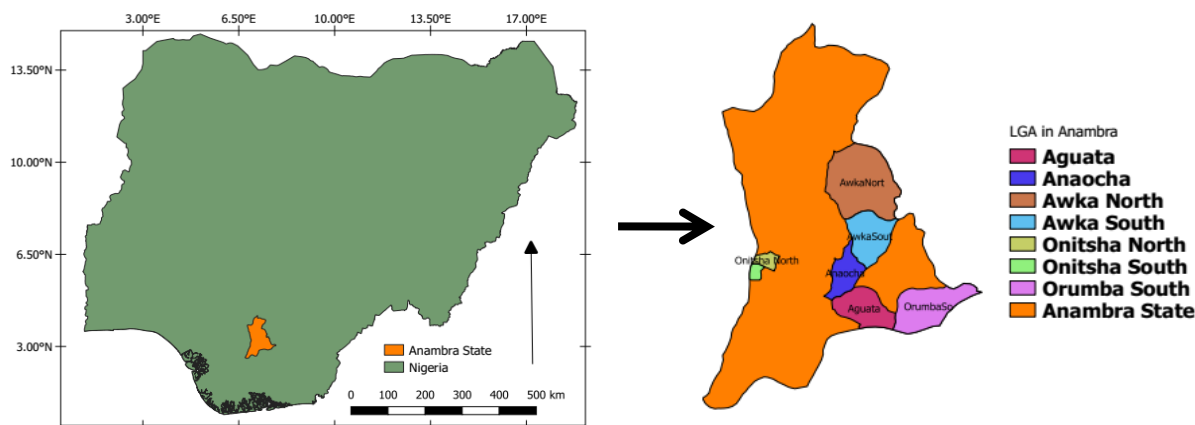 3.00°E 6.50°E 10.00°E 13.50°E 17.00°E
13.50°N
10.00°N
6.50°N
3.00°N
Anambra State
Nigeria
0 100 200 300 400 500 km
AwkaNort
AwkaSout
Onitsha North
Anaocha
Aguata
OrumbaSo
LGA in Anambra
Aguata
Anaocha
Awka North
Awka South
Onitsha North
Onitsha South
Orumba South
Anambra State